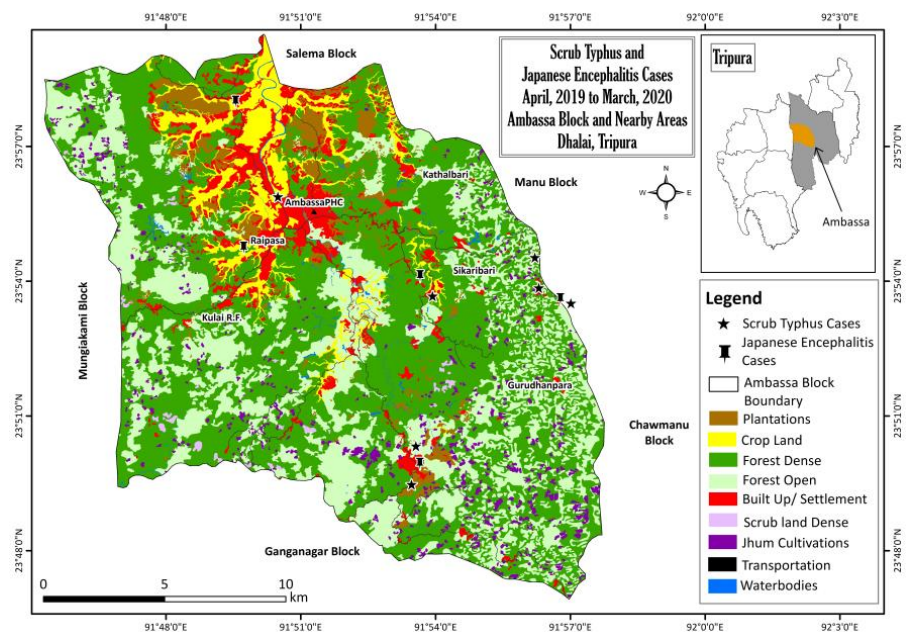 91°48'0"E 91°51'0"E 91°54'0"E 91°57'0"E 92°0'0"E 92°3'0"E
Salema Block
Scrub Typhus and
Japanese Encephalitis Cases
April, 2019 to March, 2020
Ambassa Block and Nearby Areas
Dhalai, Tripura
Tripura
Ambassa
23°57'0"N
23°57'0"N
Kathalbari
Manu Block
N
W E
S
AmbassaPHC
Raipasa
Sikaribari
23°54'0"N
23°54'0"N
Mungiakami Block
Kulai R.F.
Gurudhanpara
Chawmanu
Block
23°51'0"N
23°51'0"N
Ganganagar Block
23°48'0"N
23°48'0"N
Legend
Scrub Typhus Cases
Japanese Encephalitis
Cases
Ambassa Block
Boundary
Plantations
Crop Land
Forest Dense
Forest Open
Built Up/ Settlement
Scrub land Dense
Jhum Cultivations
Transportation
Waterbodies
0 5 10
km
91°48'0"E 91°51'0"E 91°54'0"E 91°57'0"E 92°0'0"E 92°3'0"E